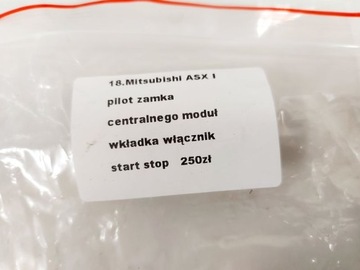 18.Mitsubishi ASX I
pilot zamka
centralnego moduł
wkładka włącznik
start stop 250zł